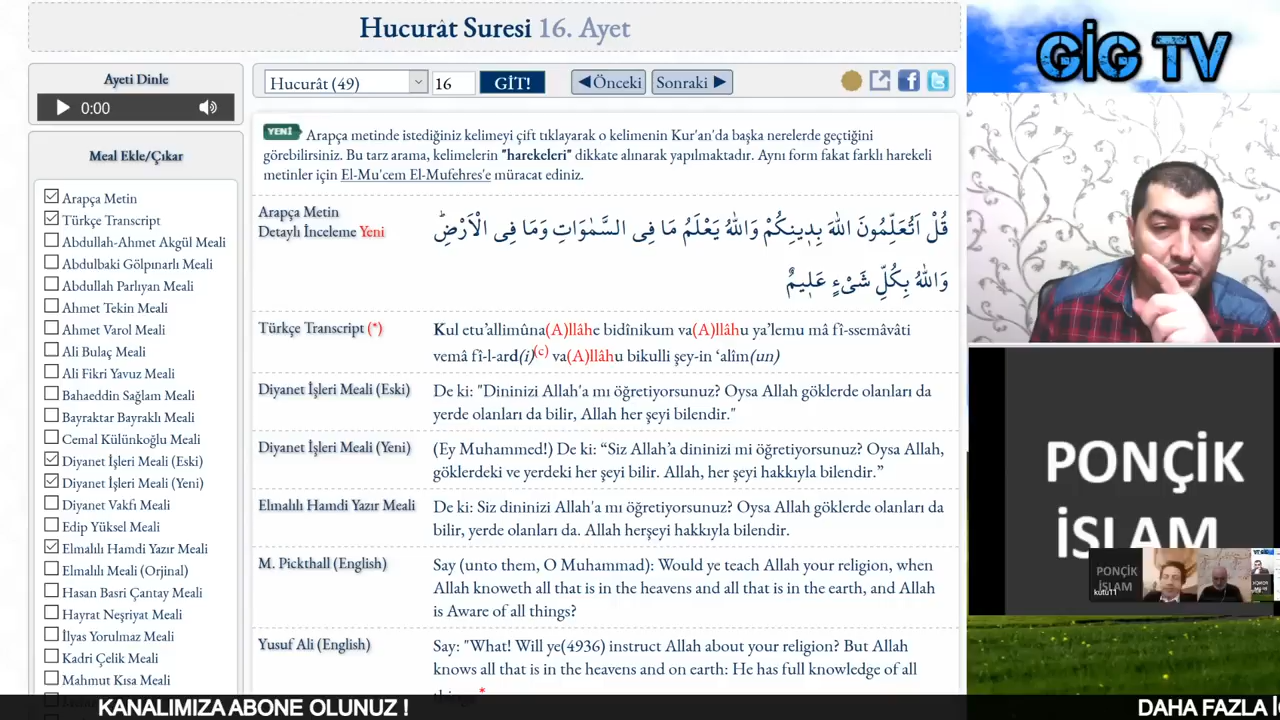 Hucurât Suresi 16. Ayet
Ayeti Dinle
0:00
Meal Ekle/Çıkar
Arapça Metin
Türkçe Transcript
Abdullah-Ahmet Akgül Meali
Abdulbaki Gölpınarlı Meali
Abdullah Parlıyan Meali
Ahmet Tekin Meali
Ahmet Varol Meali
Ali Bulaç Meali
Ali Fikri Yavuz Meali
Bahaeddin Sağlam Meali
Bayraktar Bayraklı Meali
Cemal Külünkoğlu Meali
Diyanet İşleri Meali (Eski)
Diyanet İşleri Meali (Yeni)
Diyanet Vakfı Meali
Edip Yüksel Meali
Elmalılı Hamdi Yazır Meali
Elmalılı Meali (Orjinal)
Hasan Basri Çantay Meali
Hayrat Neşriyat Meali
İlyas Yorulmaz Meali
Kadri Çelik Meali
Mahmut Kısa Meali
Hucurât (49)
16
GİT!
◄Önceki
Sonraki ►
YENİ Arapça metinde istediğiniz kelimeyi çift tıklayarak o kelimenin Kur'an'da başka nerelerde geçtiğini
görebilirsiniz. Bu tarz arama, kelimelerin "harekeleri" dikkate alınarak yapılmaktadır. Aynı form fakat farklı harekeli
metinler için El-Mu'cem El-Mufehres'e müracat ediniz.
Arapça Metin
Detaylı İnceleme Yeni
قُلْ اَتُعَلِّمُونَ اللّٰهَ بِدٖينِكُمْ وَاللّٰهُ يَعْلَمُ مَا فِى السَّمٰوَاتِ وَمَا فِى الْاَرْضِؕ
وَاللّٰهُ بِكُلِّ شَىْءٍ عَلٖيمٌ
Türkçe Transcript (*)
Kul etu'allimûna(A)llâhe bidînikum va(A)llâhu ya'lemu mâ fî-ssemâvâti
vemâ fî-l-ard(i)(c) va(A)llâhu bikulli şey-in 'alîm(un)
Diyanet İşleri Meali (Eski)
De ki: "Dininizi Allah'a mı öğretiyorsunuz? Oysa Allah göklerde olanları da
yerde olanları da bilir, Allah her şeyi bilendir."
Diyanet İşleri Meali (Yeni)
(Ey Muhammed!) De ki: “Siz Allah’a dininizi mi öğretiyorsunuz? Oysa Allah,
göklerdeki ve yerdeki her şeyi bilir. Allah, her şeyi hakkıyla bilendir.”
Elmalılı Hamdi Yazır Meali
De ki: Siz dininizi Allah'a mı öğretiyorsunuz? Oysa Allah göklerde olanları da
bilir, yerde olanları da. Allah herşeyi hakkıyla bilendir.
M. Pickthall (English)
Say (unto them, O Muhammad): Would ye teach Allah your religion, when
Allah knoweth all that is in the heavens and all that is in the earth, and Allah
is Aware of all things?
Yusuf Ali (English)
Say: "What! Will ye(4936) instruct Allah about your religion? But Allah
knows all that is in the heavens and on earth: He has full knowledge of all
GİG TV
PONÇİK
İSLAM
PONÇİK
İSLAM
kutu11
KANALIMIZA ABONE OLUNUZ !
DAHA FAZLA